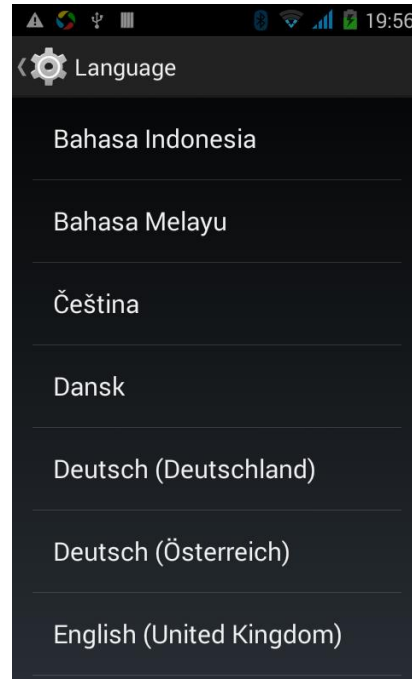 19:56
Language
Bahasa Indonesia
Bahasa Melayu
Čeština
Dansk
Deutsch (Deutschland)
Deutsch (Österreich)
English (United Kingdom)